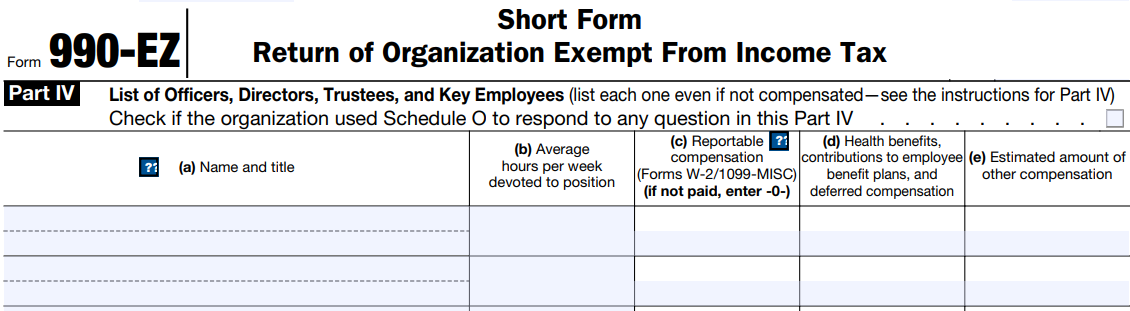 Short Form
Form 990-EZ
Return of Organization Exempt From Income Tax
Part IV List of Officers, Directors, Trustees, and Key Employees (list each one even if not compensated—see the instructions for Part IV)
Check if the organization used Schedule O to respond to any question in this Part IV . . . . . . . . .
?? (a) Name and title
(b) Average
hours per week
devoted to position
(c) Reportable ??
compensation
(Forms W-2/1099-MISC)
(if not paid, enter -0-)
(d) Health benefits,
contributions to employee
benefit plans, and
deferred compensation
(e) Estimated amount of
other compensation